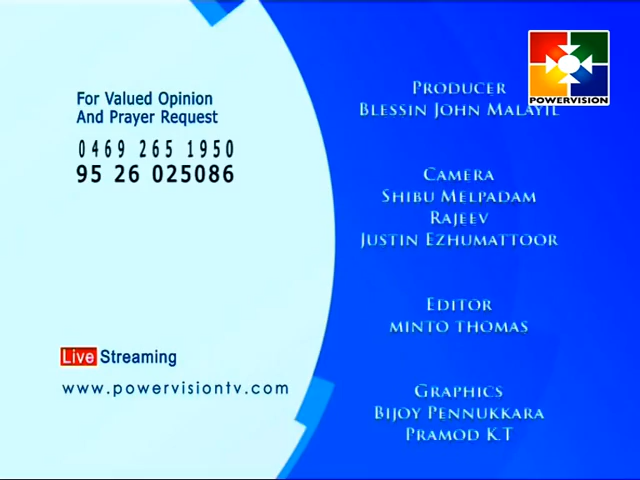 For Valued Opinion
And Prayer Request
0469 265 1950
95 26 025086
Live Streaming
www.powervisiontv.com
POWERVISION
PRODUCER
BLESSIN JOHN MALAYIL
CAMERA
SHIBU MELPADAM
RAJEEV
JUSTIN EZHUMATTOOR
EDITOR
MINTO THOMAS
GRAPHICS
BIJOY PENNUKKARA
PRAMOD K.T